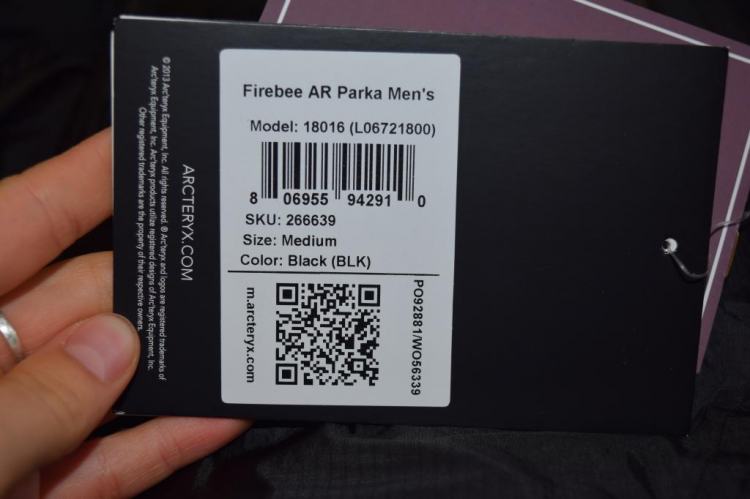 Firebee AR Parka Men's
Model: 18016 (L06721800)
8 06955 94291 0
SKU: 266639
Size: Medium
Color: Black (BLK)
m.arcteryx.com
PO92881/WO56339
ARCTERYX.COM
© 2013 Arc'teryx Equipment, Inc. All rights reserved. ® Arc'teryx and logos are registered trademarks of
Arc'teryx Equipment, Inc. Arc'teryx products utilize registered designs of Arc'teryx Equipment, Inc.
Other registered trademarks are the property of their respective owners.